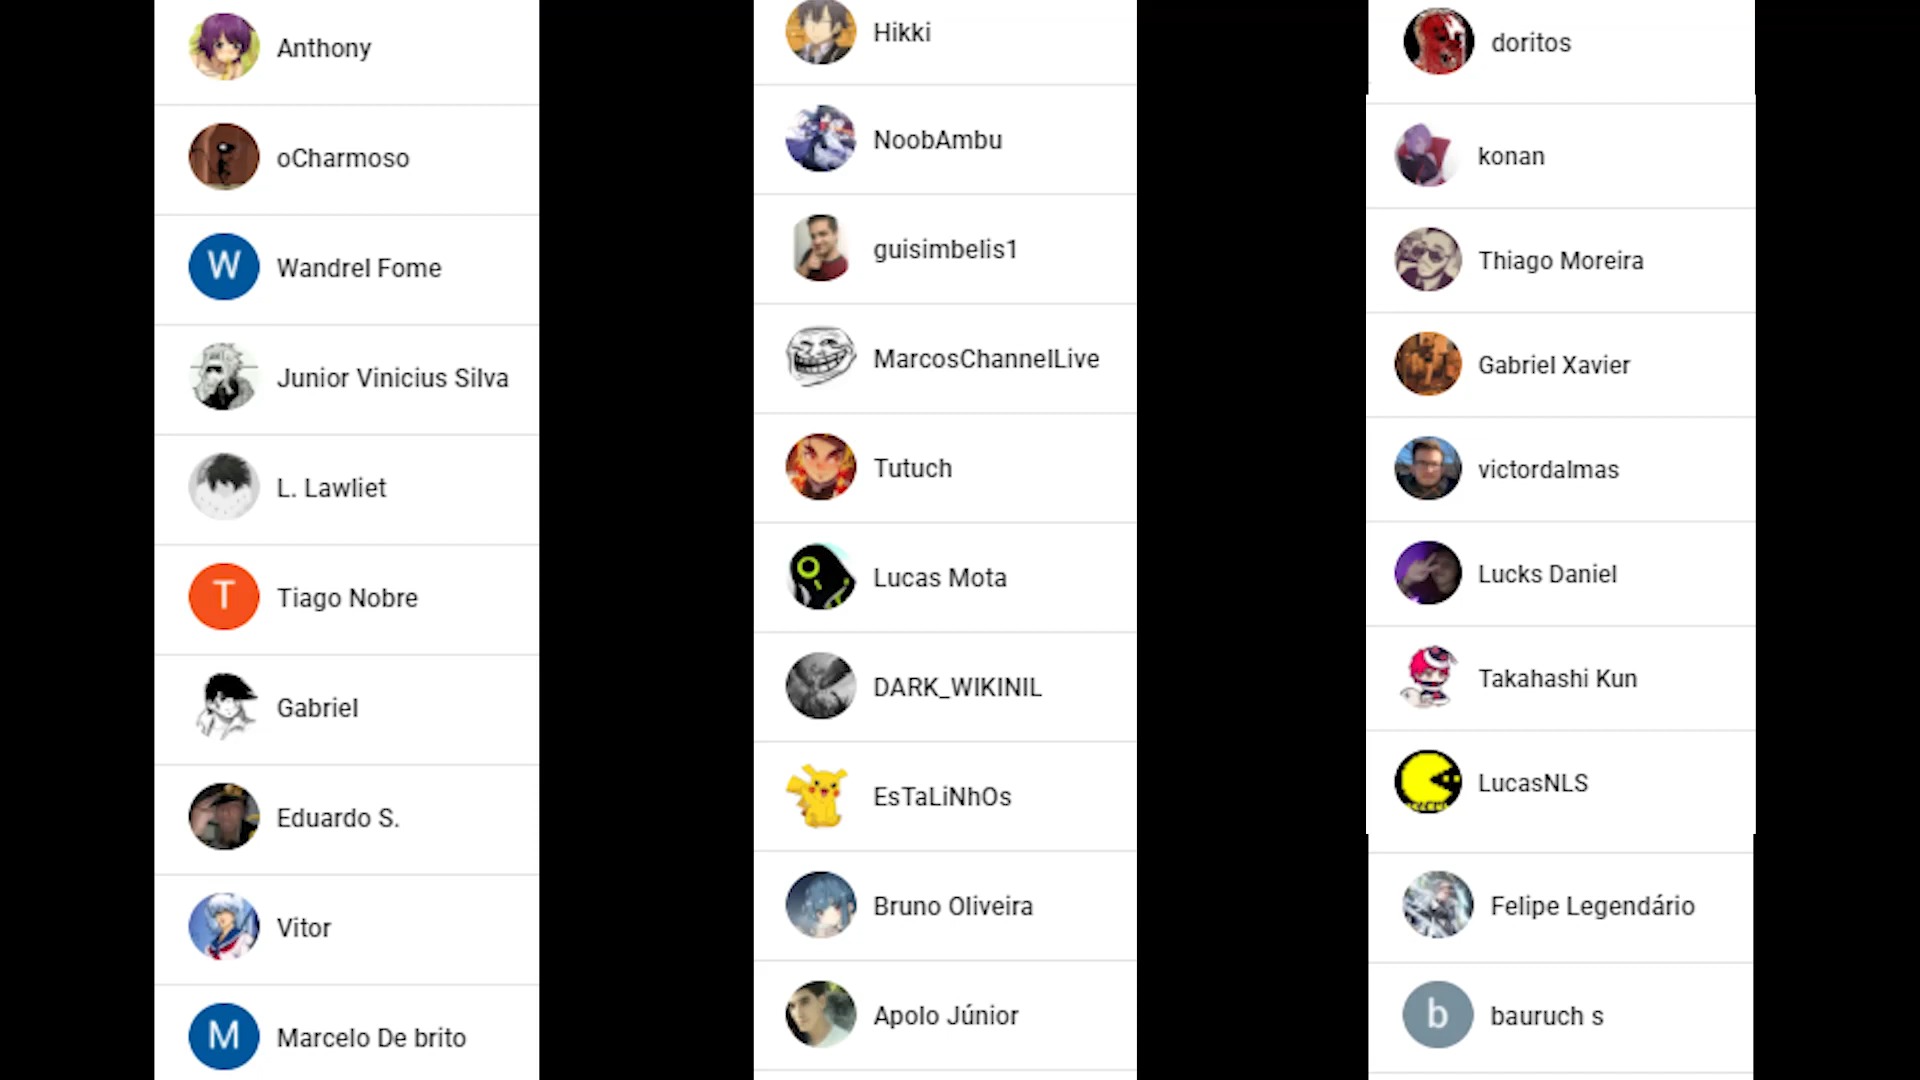 Anthony
oCharmoso
W
Wandrel Fome
Junior Vinicius Silva
L. Lawliet
T
Tiago Nobre
Gabriel
Eduardo S.
Vitor
M
Marcelo De brito
Hikki
NoobAmbu
guisimbelis1
MarcosChannelLive
Tutuch
Lucas Mota
DARK_WIKINIL
EsTaLiNhOs
Bruno Oliveira
Apolo Júnior
doritos
konan
Thiago Moreira
Gabriel Xavier
victordalmas
Lucks Daniel
Takahashi Kun
LucasNLS
Felipe Legendário
b
bauruch s